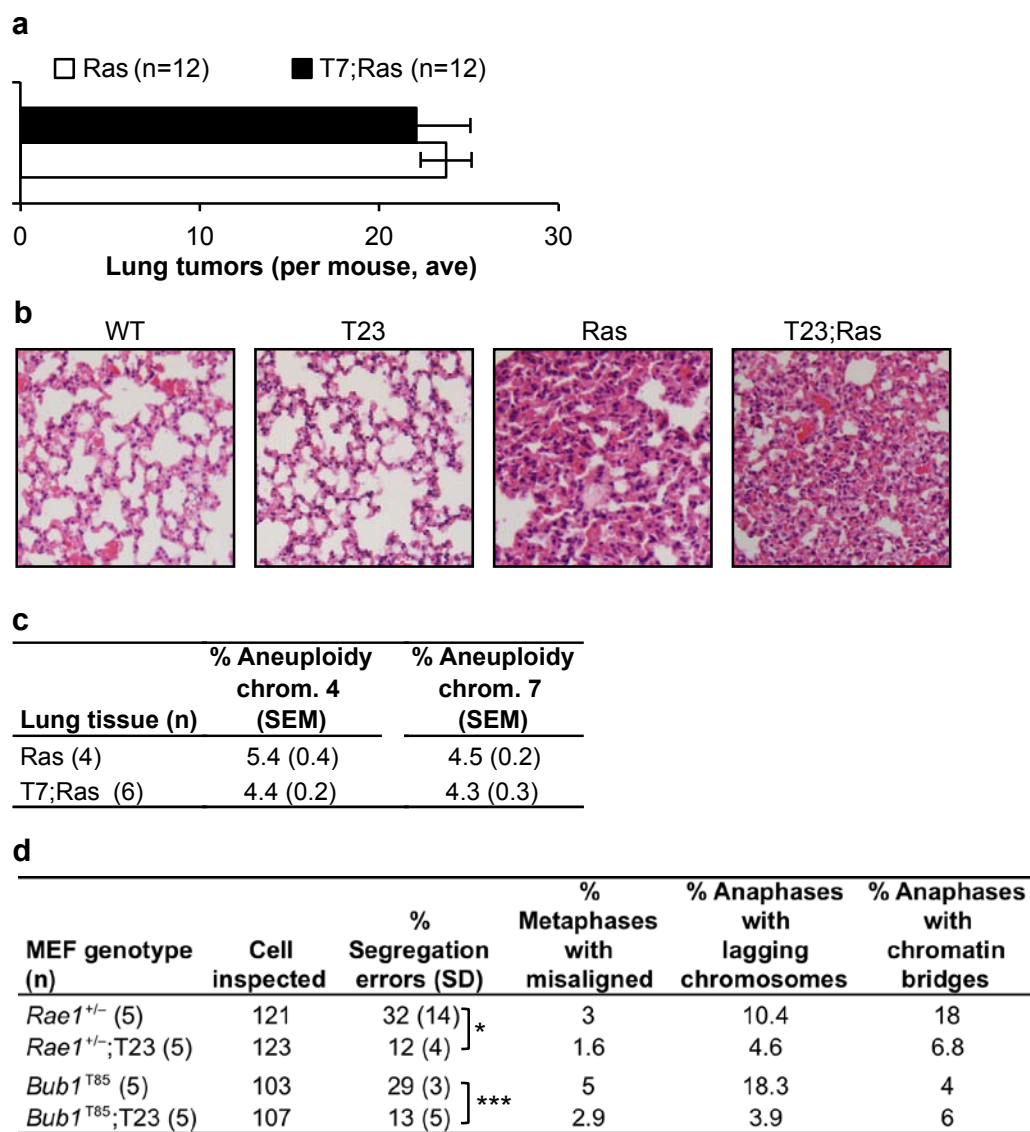 a
Ras (n=12) T7;Ras (n=12)
0 10 20 30
Lung tumors (per mouse, ave)
b
WT T23 Ras T23;Ras
c
% Aneuploidy % Aneuploidy
chrom. 4 chrom. 7
Lung tissue (n) (SEM) (SEM)
Ras (4) 5.4 (0.4) 4.5 (0.2)
T7;Ras (6) 4.4 (0.2) 4.3 (0.3)
d
% % Anaphases % Anaphases
% Metaphases with with
MEF genotype Cell Segregation with lagging chromatin
(n) inspected errors (SD) misaligned chromosomes bridges
Rae1+/– (5) 121 32 (14) 3 10.4 18
*
Rae1+/–;T23 (5) 123 12 (4) 1.6 4.6 6.8
Bub1T85 (5) 103 29 (3) 5 18.3 4
***
Bub1T85;T23 (5) 107 13 (5) 2.9 3.9 6